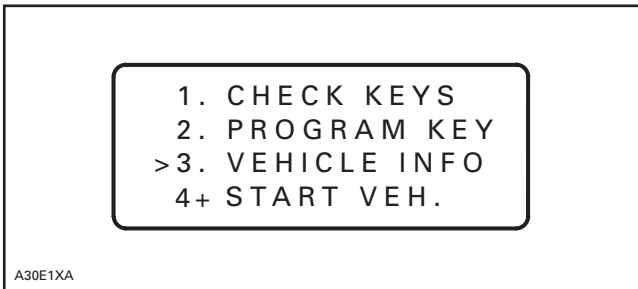 1. CHECK KEYS
2. PROGRAM KEY
>3. VEHICLE INFO
4+ START VEH.
A30E1XA